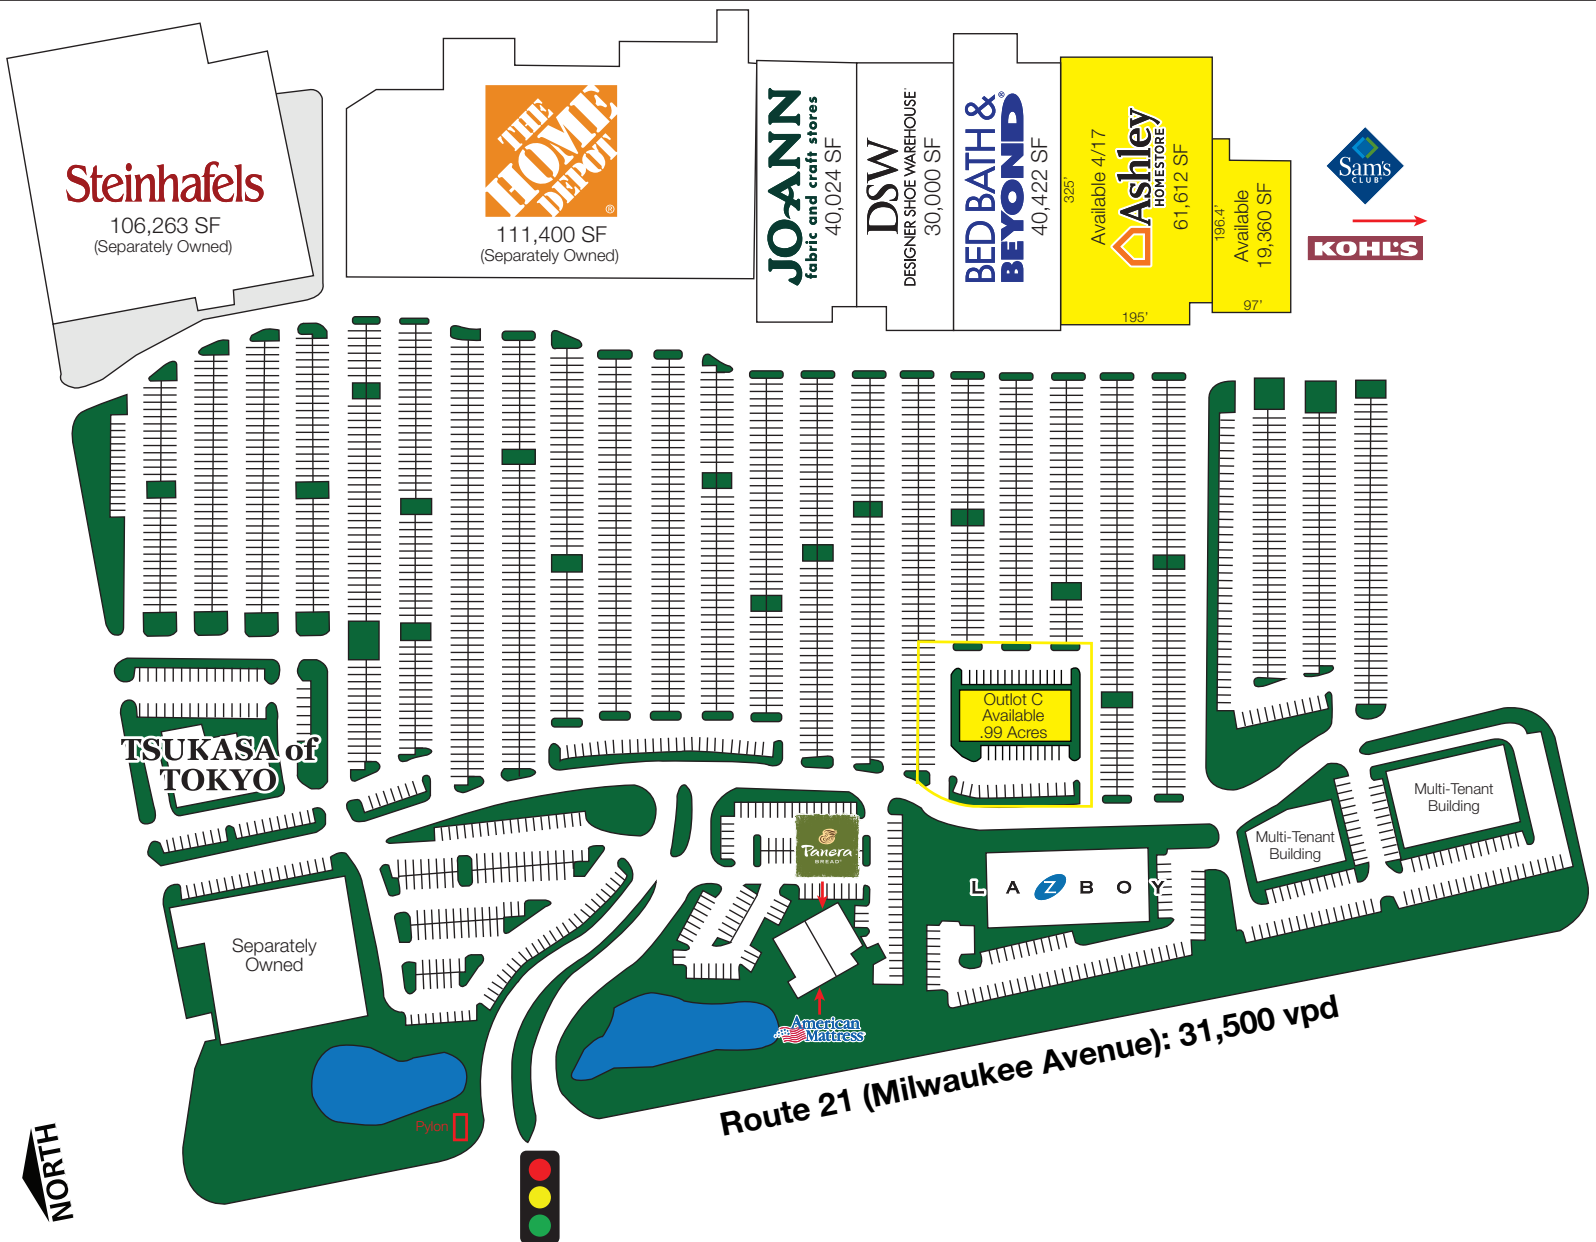 Steinhafels
106,263 SF
(Separately Owned)
THE
HOME
DEPOT
®
111,400 SF
(Separately Owned)
JO-ANN
fabric and craft stores
40,024 SF
DSW
DESIGNER SHOE WAREHOUSE
30,000 SF
BED BATH &
BEYOND®
40,422 SF
325'
Available 4/17
Ashley
HOMESTORE
61,612 SF
195'
196.4'
Available
19,360 SF
97'
Sam's
CLUB
KOHL'S
Outlot C
Available
.99 Acres
TSUKASA of
TOKYO
Multi-Tenant
Building
Multi-Tenant
Building
Panera
BREAD
LA Z BOY
Separately
Owned
American
Mattress
Route 21 (Milwaukee Avenue): 31,500 vpd
Pylon
NORTH